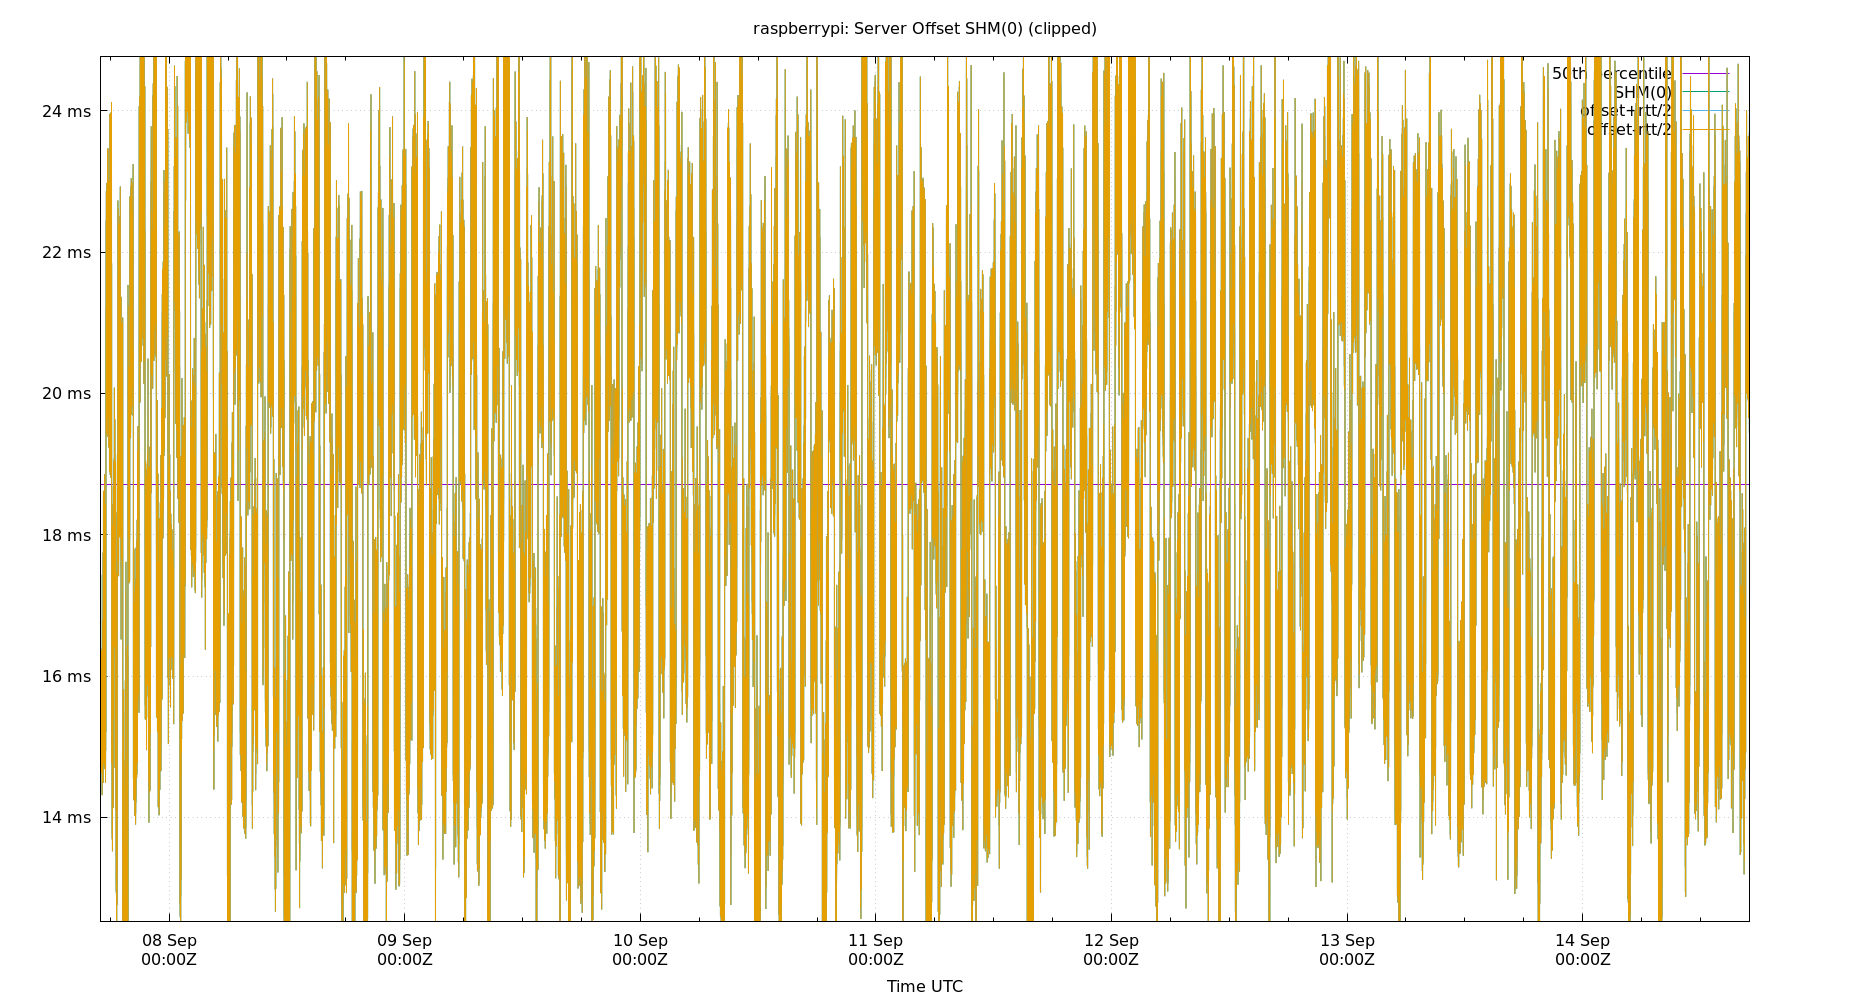 raspberrypi: Server Offset SHM(0) (clipped)
50th percentile
SHM(0)
offset+rtt/2
offset-rtt/2
24 ms
22 ms
20 ms
18 ms
16 ms
14 ms
08 Sep 09 Sep 10 Sep 11 Sep 12 Sep 13 Sep 14 Sep
00:00Z 00:00Z 00:00Z 00:00Z 00:00Z 00:00Z 00:00Z
Time UTC